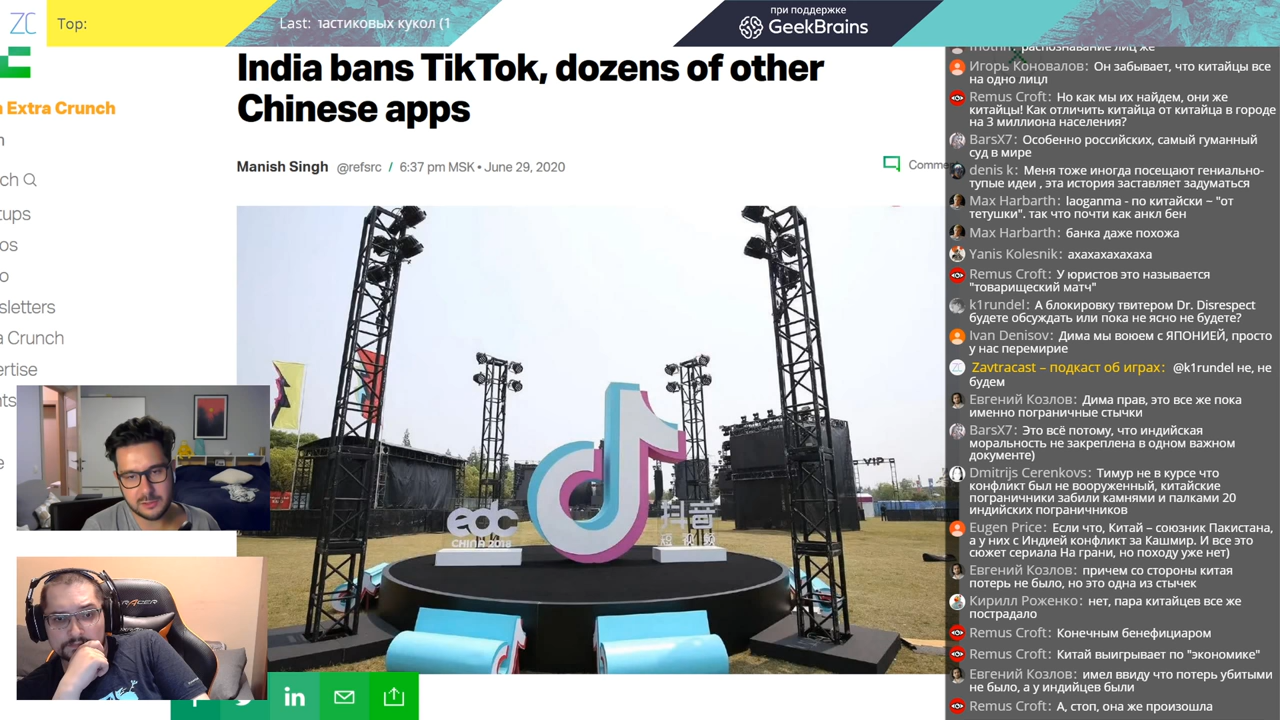 ZC
Top:
Last: частиковых кукол (1
при поддержке
GeekBrains
India bans TikTok, dozens of other
Chinese apps
Extra Crunch
Manish Singh @refsrc / 6:37 pm MSK • June 29, 2020
Comme
ch
tups
os
o
sletters
a Crunch
ertise
nts
e
VIP
edc
CHINA 2018
抖音
短视频
RACER
in
распознавание лиц же
Игорь Коновалов: Он забывает, что китайцы все
на одно лицл
Remus Croft: Но как мы их найдем, они же
китайцы! Как отличить китайца от китайца в городе
на 3 миллиона населения?
BarsX7: Особенно российских, самый гуманный
суд в мире
denis k: Меня тоже иногда посещают гениально-
тупые идеи , эта история заставляет задуматься
Max Harbarth: laoganma - по китайски ~ "от
тетушки". так что почти как анкл бен
Max Harbarth: банка даже похожа
Yanis Kolesnik: ахахахахахаха
Remus Croft: У юристов это называется
"товарищеский матч"
k1rundel: А блокировку твитером Dr. Disrespect
будете обсуждать или пока не ясно не будете?
Ivan Denisov: Дима мы воюем с ЯПОНИЕЙ, просто
у нас перемирие
Zavtracast – подкаст об играх: @k1rundel не, не
будем
Евгений Козлов: Дима прав, это все же пока
именно пограничные стычки
BarsX7: Это всё потому, что индийская
моральность не закреплена в одном важном
документе)
Dmitrijs Cerenkovs: Тимур не в курсе что
конфликт был не вооруженный, китайские
пограничники забили камнями и палками 20
индийских пограничников
Eugen Price: Если что, Китай – союзник Пакистана,
а у них с Индией конфликт за Кашмир. И все это
сюжет сериала На грани, но походу уже нет)
Евгений Козлов: причем со стороны китая
потерь не было, но это одна из стычек
Кирилл Роженко: нет, пара китайцев все же
пострадало
Remus Croft: Конечным бенефициаром
Remus Croft: Китай выигрывает по "экономике"
Евгений Козлов: имел ввиду что потерь убитыми
не было, а у индийцев были
Remus Croft: А, стоп, она же произошла